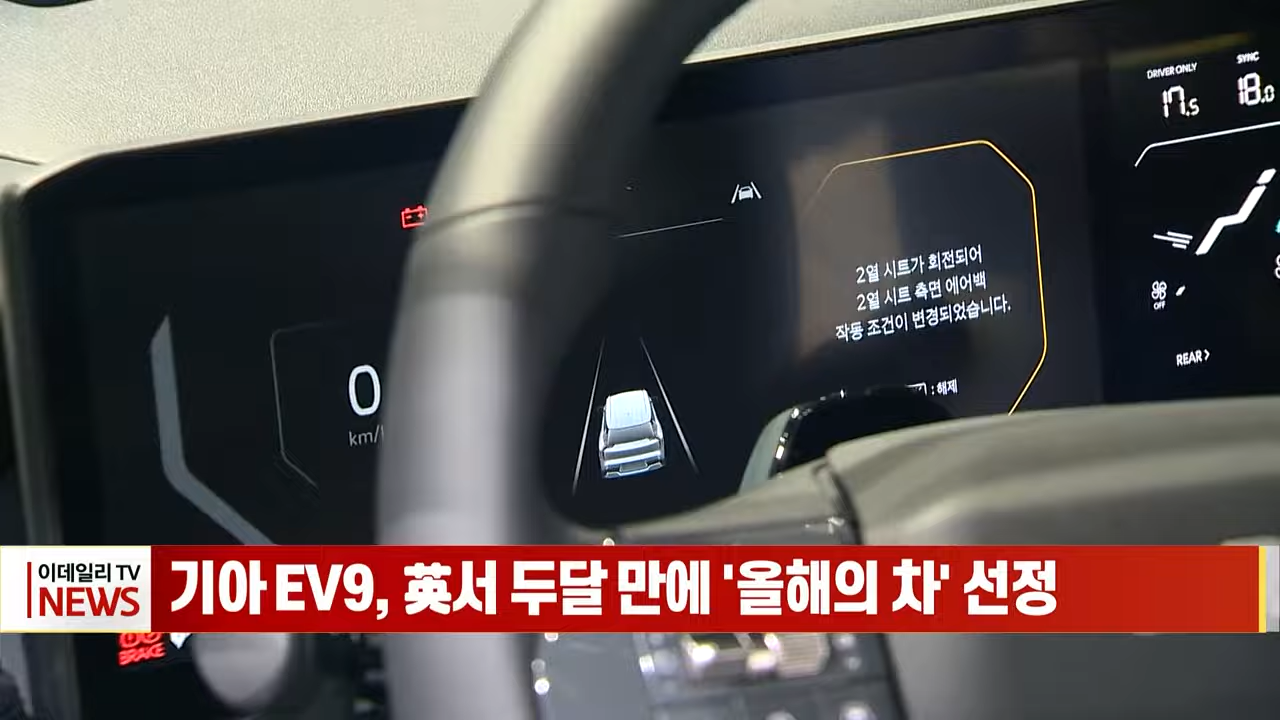 DRIVER ONLY
SYNC
17.5
18.0
2열 시트가 회전되어
2열 시트 측면 에어백
작동 조건이 변경되었습니다.
: 해제
OFF
REAR >
0
km/
이데일리 TV
NEWS
기아 EV9, 英서 두달 만에 '올해의 차' 선정
BRAKE